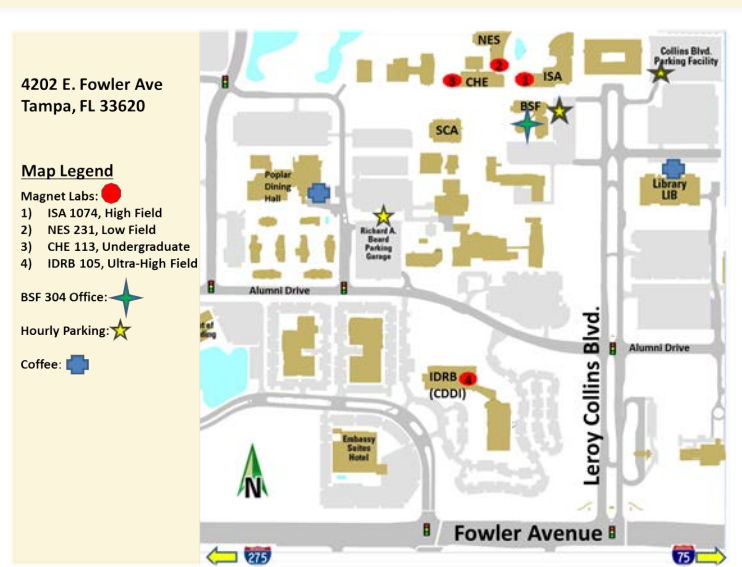 4202 E. Fowler Ave
Tampa, FL 33620
Map Legend
Magnet Labs:
1) ISA 1074, High Field
2) NES 231, Low Field
3) CHE 113, Undergraduate
4) IDRB 105, Ultra-High Field
BSF 304 Office:
Hourly Parking:
Coffee:
NES
2
3
CHE
1
ISA
Collins Blvd.
Parking Facility
BSF
SCA
Poplar
Dining
Hall
Library
LIB
Richard A.
Beard
Parking
Garage
Alumni Drive
Leroy Collins Blvd.
Alumni Drive
IDRB
(CDDI)
4
Embassy
Suites
Hotel
N
Fowler Avenue
275
75